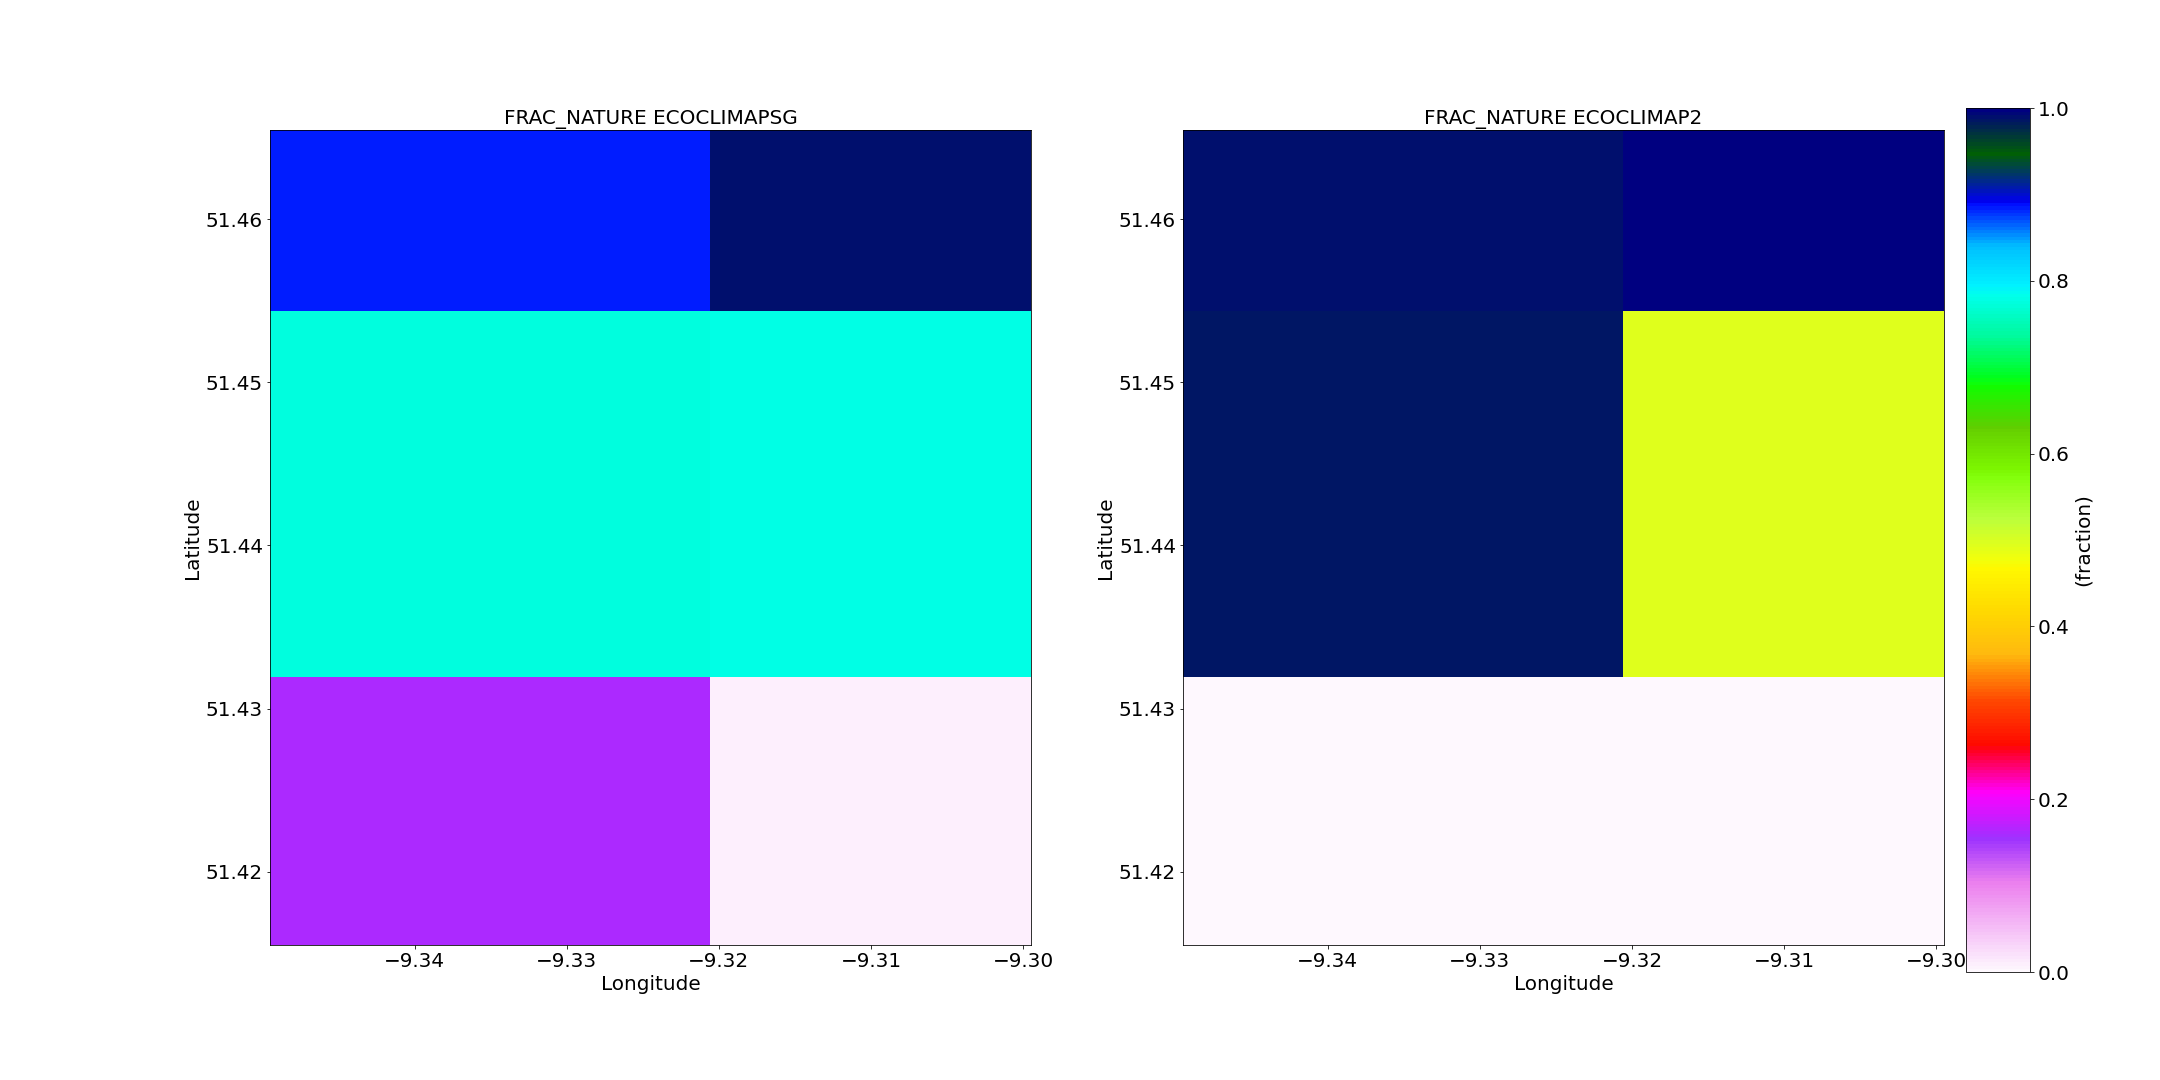 FRAC_NATURE ECOCLIMAPSG
51.46
51.45
51.44
51.43
51.42
Latitude
−9.34 −9.33 −9.32 −9.31 −9.30
Longitude
FRAC_NATURE ECOCLIMAP2
51.46
51.45
51.44
51.43
51.42
Latitude
−9.34 −9.33 −9.32 −9.31 −9.30
Longitude
1.0
0.8
0.6
0.4
0.2
0.0
(fraction)